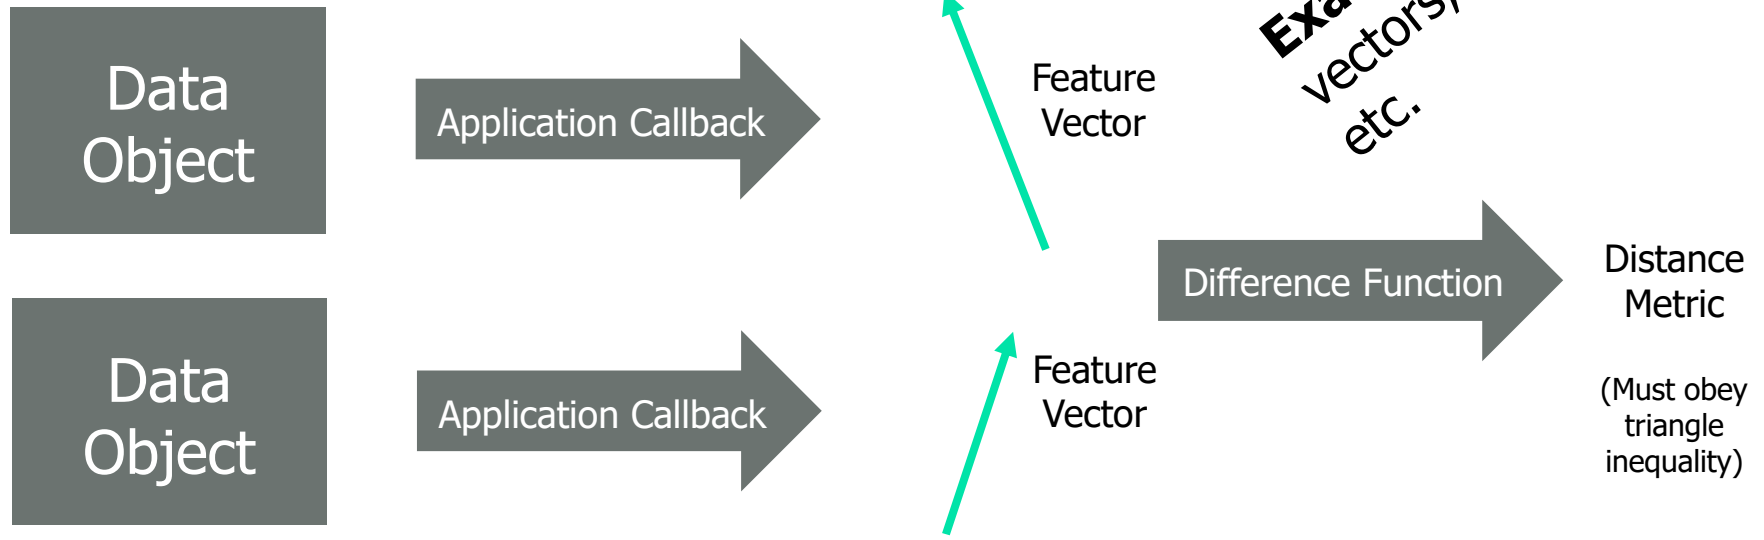 Data
Object
Application Callback
Feature
Vector
vectors,
etc.
Difference Function
Distance
Metric
(Must obey
triangle
inequality)
Data
Object
Application Callback
Feature
Vector